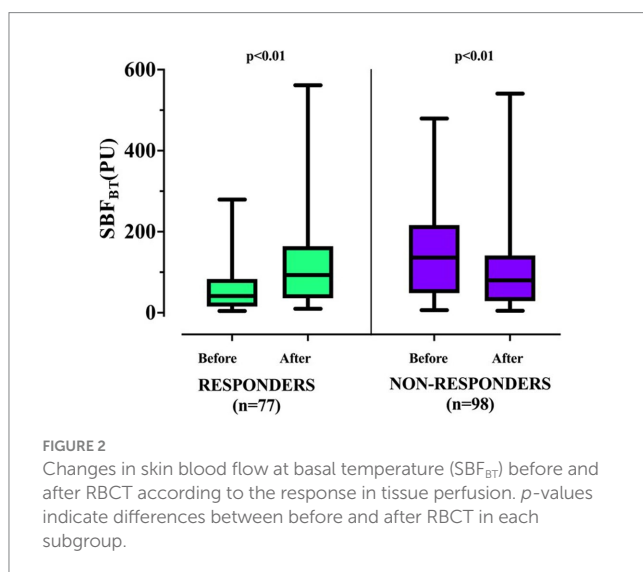 p<0.01 p<0.01
600
400
200
0
SBF_BT(PU)
Before After Before After
RESPONDERS NON-RESPONDERS
(n=77) (n=98)
FIGURE 2
Changes in skin blood flow at basal temperature (SBF_BT) before and
after RBCT according to the response in tissue perfusion. p-values
indicate differences between before and after RBCT in each
subgroup.